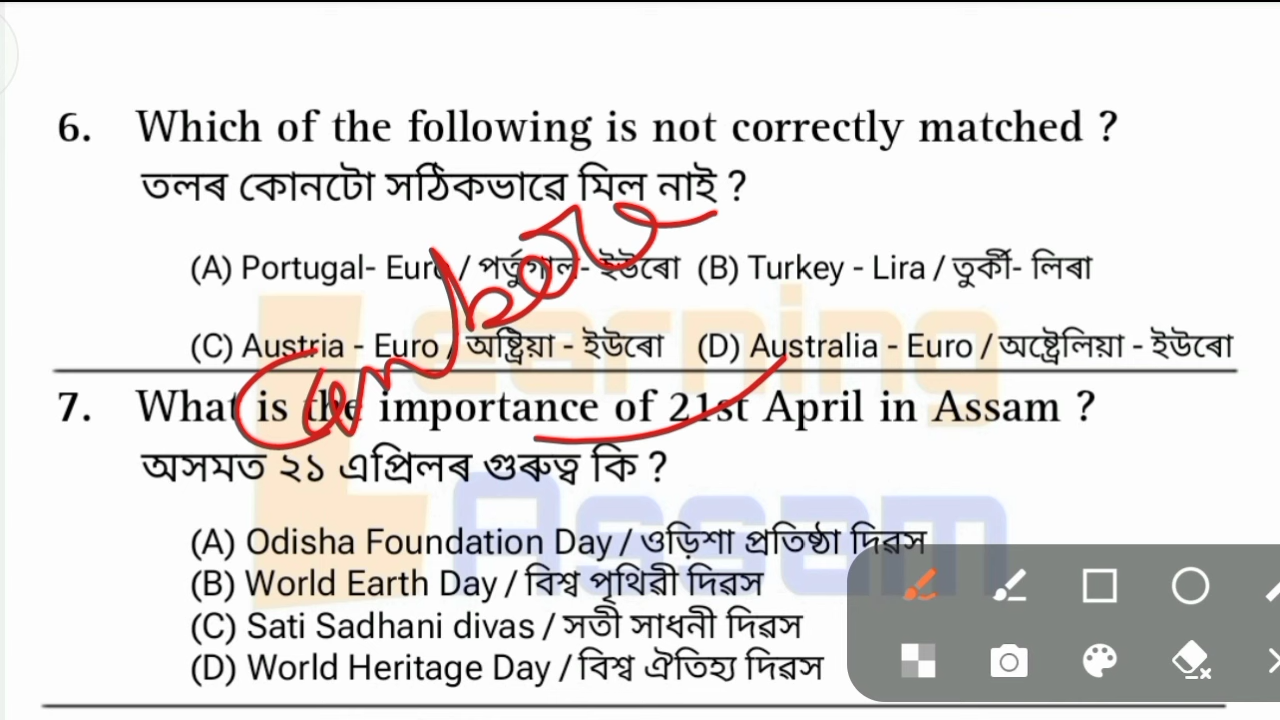 6. Which of the following is not correctly matched ?
তলৰ কোনটো সঠিকভাৱে মিল নাই ?
(A) Portugal- Euro / পৰ্তুগাল- ইউৰো (B) Turkey - Lira / তুৰ্কী- লিৰা
(C) Austria - Euro / অষ্ট্ৰিয়া - ইউৰো (D) Australia - Euro / অষ্ট্ৰেলিয়া - ইউৰো
7. What is the importance of 21st April in Assam ?
অসমত ২১ এপ্ৰিলৰ গুৰুত্ব কি ?
(A) Odisha Foundation Day / ওড়িশা প্ৰতিষ্ঠা দিৱস
(B) World Earth Day / বিশ্ব পৃথিৱী দিৱস
(C) Sati Sadhani divas / সতী সাধনী দিৱস
(D) World Heritage Day / বিশ্ব ঐতিহ্য দিৱস
Learning
Assam